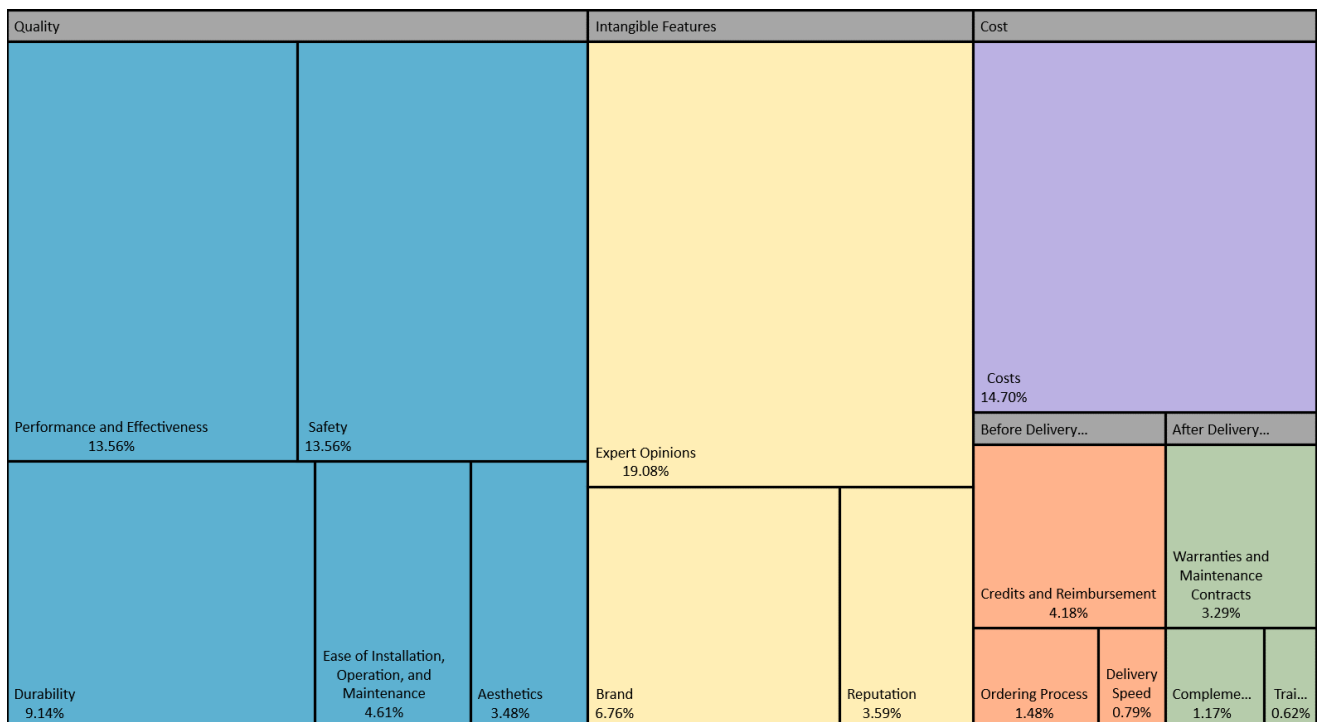 Quality
Performance and Effectiveness
13.56%
Safety
13.56%
Durability
9.14%
Ease of Installation,
Operation, and
Maintenance
4.61%
Aesthetics
3.48%
Intangible Features
Expert Opinions
19.08%
Brand
6.76%
Reputation
3.59%
Cost
Costs
14.70%
Before Delivery...
Credits and Reimbursement
4.18%
Ordering Process
1.48%
Delivery
Speed
0.79%
After Delivery...
Warranties and
Maintenance
Contracts
3.29%
Compleme...
1.17%
Trai...
0.62%